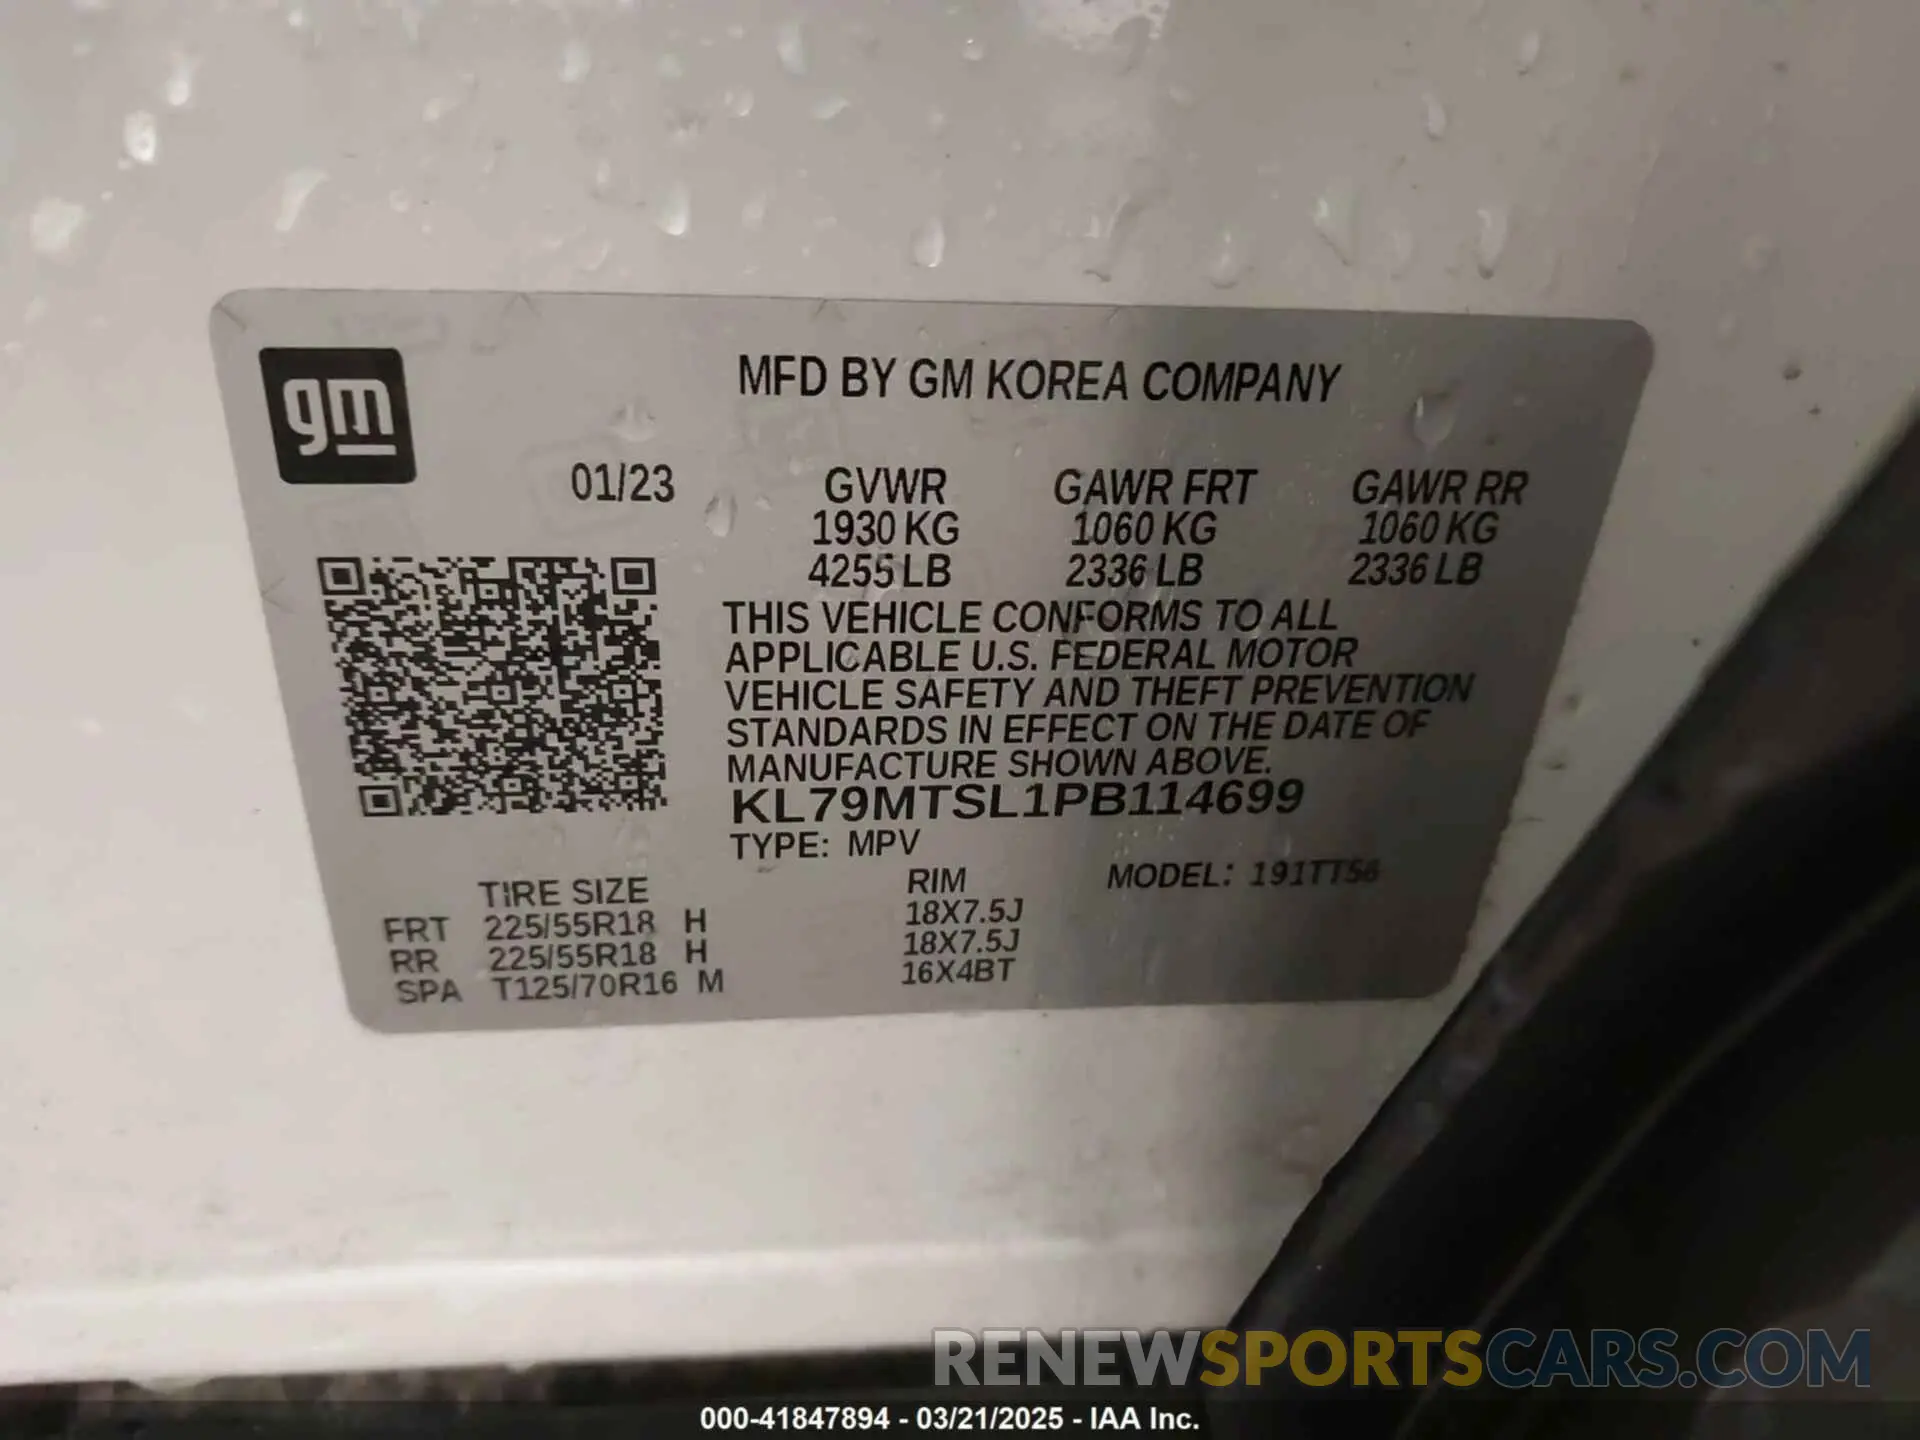 gm
MFD BY GM KOREA COMPANY
01/23 GVWR GAWR FRT GAWR RR
1930 KG 1060 KG 1060 KG
4255 LB 2336 LB 2336 LB
THIS VEHICLE CONFORMS TO ALL
APPLICABLE U.S. FEDERAL MOTOR
VEHICLE SAFETY AND THEFT PREVENTION
STANDARDS IN EFFECT ON THE DATE OF
MANUFACTURE SHOWN ABOVE.
KL79MTSL1PB114699
TYPE: MPV
TIRE SIZE RIM MODEL: 191TT56
FRT 225/55R18 H 18X7.5J
RR 225/55R18 H 18X7.5J
SPA T125/70R16 M 16X4BT
RENEWSPORTSCARS.COM
000-41847894 - 03/21/2025 - IAA Inc.